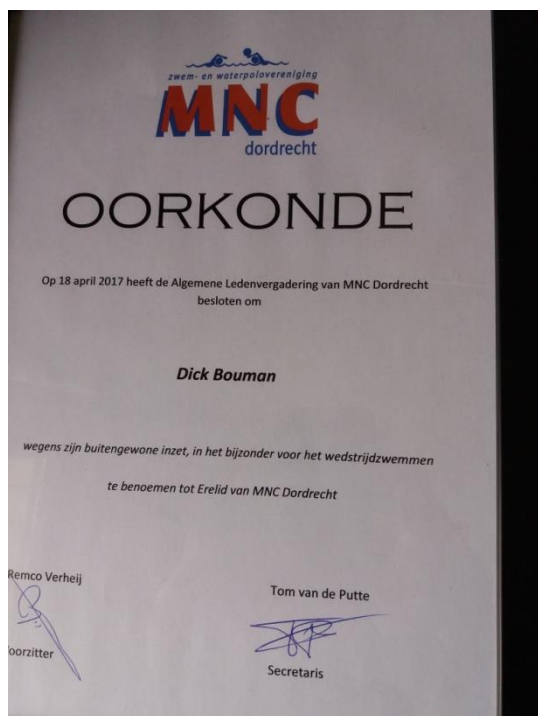 zwem- en waterpolovereniging
MNC
dordrecht
OORKONDE
Op 18 april 2017 heeft de Algemene Ledenvergadering van MNC Dordrecht
besloten om
Dick Bouman
wegens zijn buitengewone inzet, in het bijzonder voor het wedstrijdzwemmen
te benoemen tot Erelid van MNC Dordrecht
Remco Verheij
Tom van de Putte
oorzitter
Secretaris